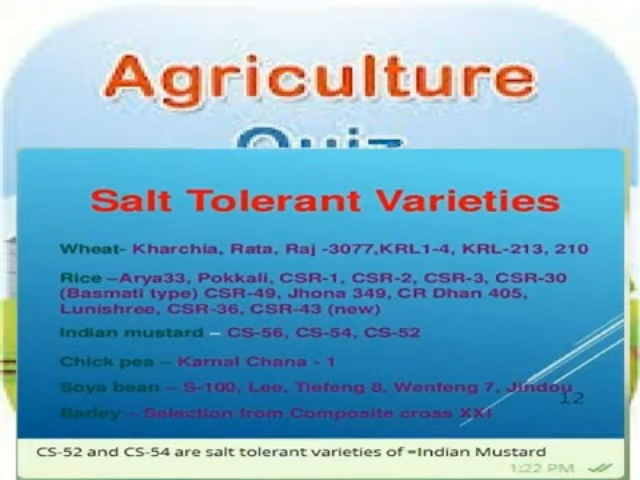 Agriculture
Quiz
Salt Tolerant Varieties
Wheat- Kharchia, Rata, Raj -3077,KRL1-4, KRL-213, 210
Rice –Arya33, Pokkali, CSR-1, CSR-2, CSR-3, CSR-30
(Basmati type) CSR-49, Jhona 349, CR Dhan 405,
Lunishree, CSR-36, CSR-43 (new)
Indian mustard – CS-56, CS-54, CS-52
Chick pea – Karnal Chana - 1
Soya bean – S-100, Lee, Tiefeng 8, Wenfeng 7, Jindou
12
Barley – Selection from Composite cross XXI
CS-52 and CS-54 are salt tolerant varieties of =Indian Mustard
1:22 PM